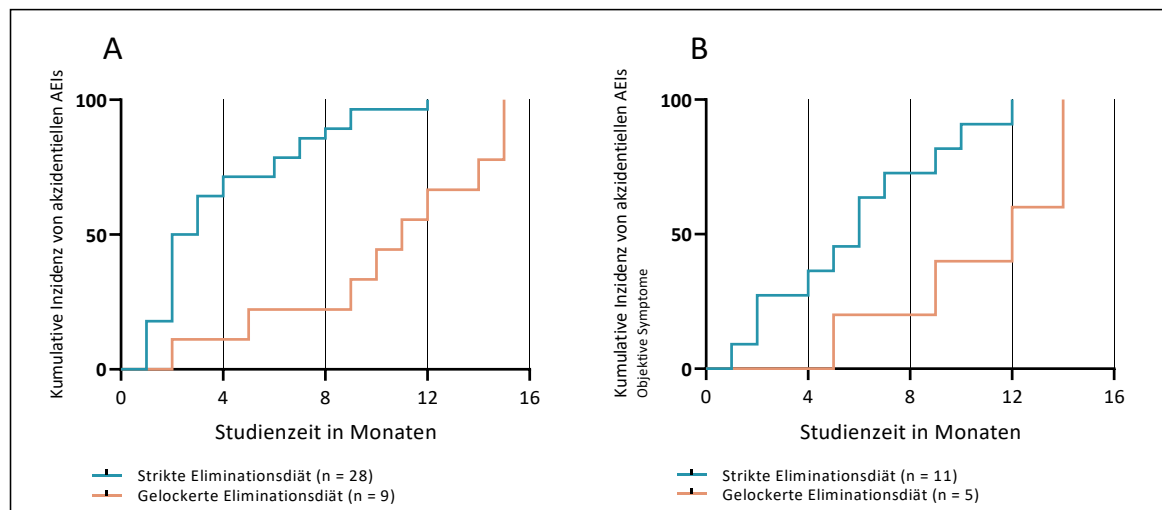 A
Kumulative Inzidenz von akzidentiellen AEIs
100
50
0
0 4 8 12 16
Studienzeit in Monaten
Strikte Eliminationsdiät (n = 28)
Gelockerte Eliminationsdiät (n = 9)
B
Kumulative Inzidenz von akzidentiellen AEIs
Objektive Symptome
100
50
0
0 4 8 12 16
Studienzeit in Monaten
Strikte Eliminationsdiät (n = 11)
Gelockerte Eliminationsdiät (n = 5)